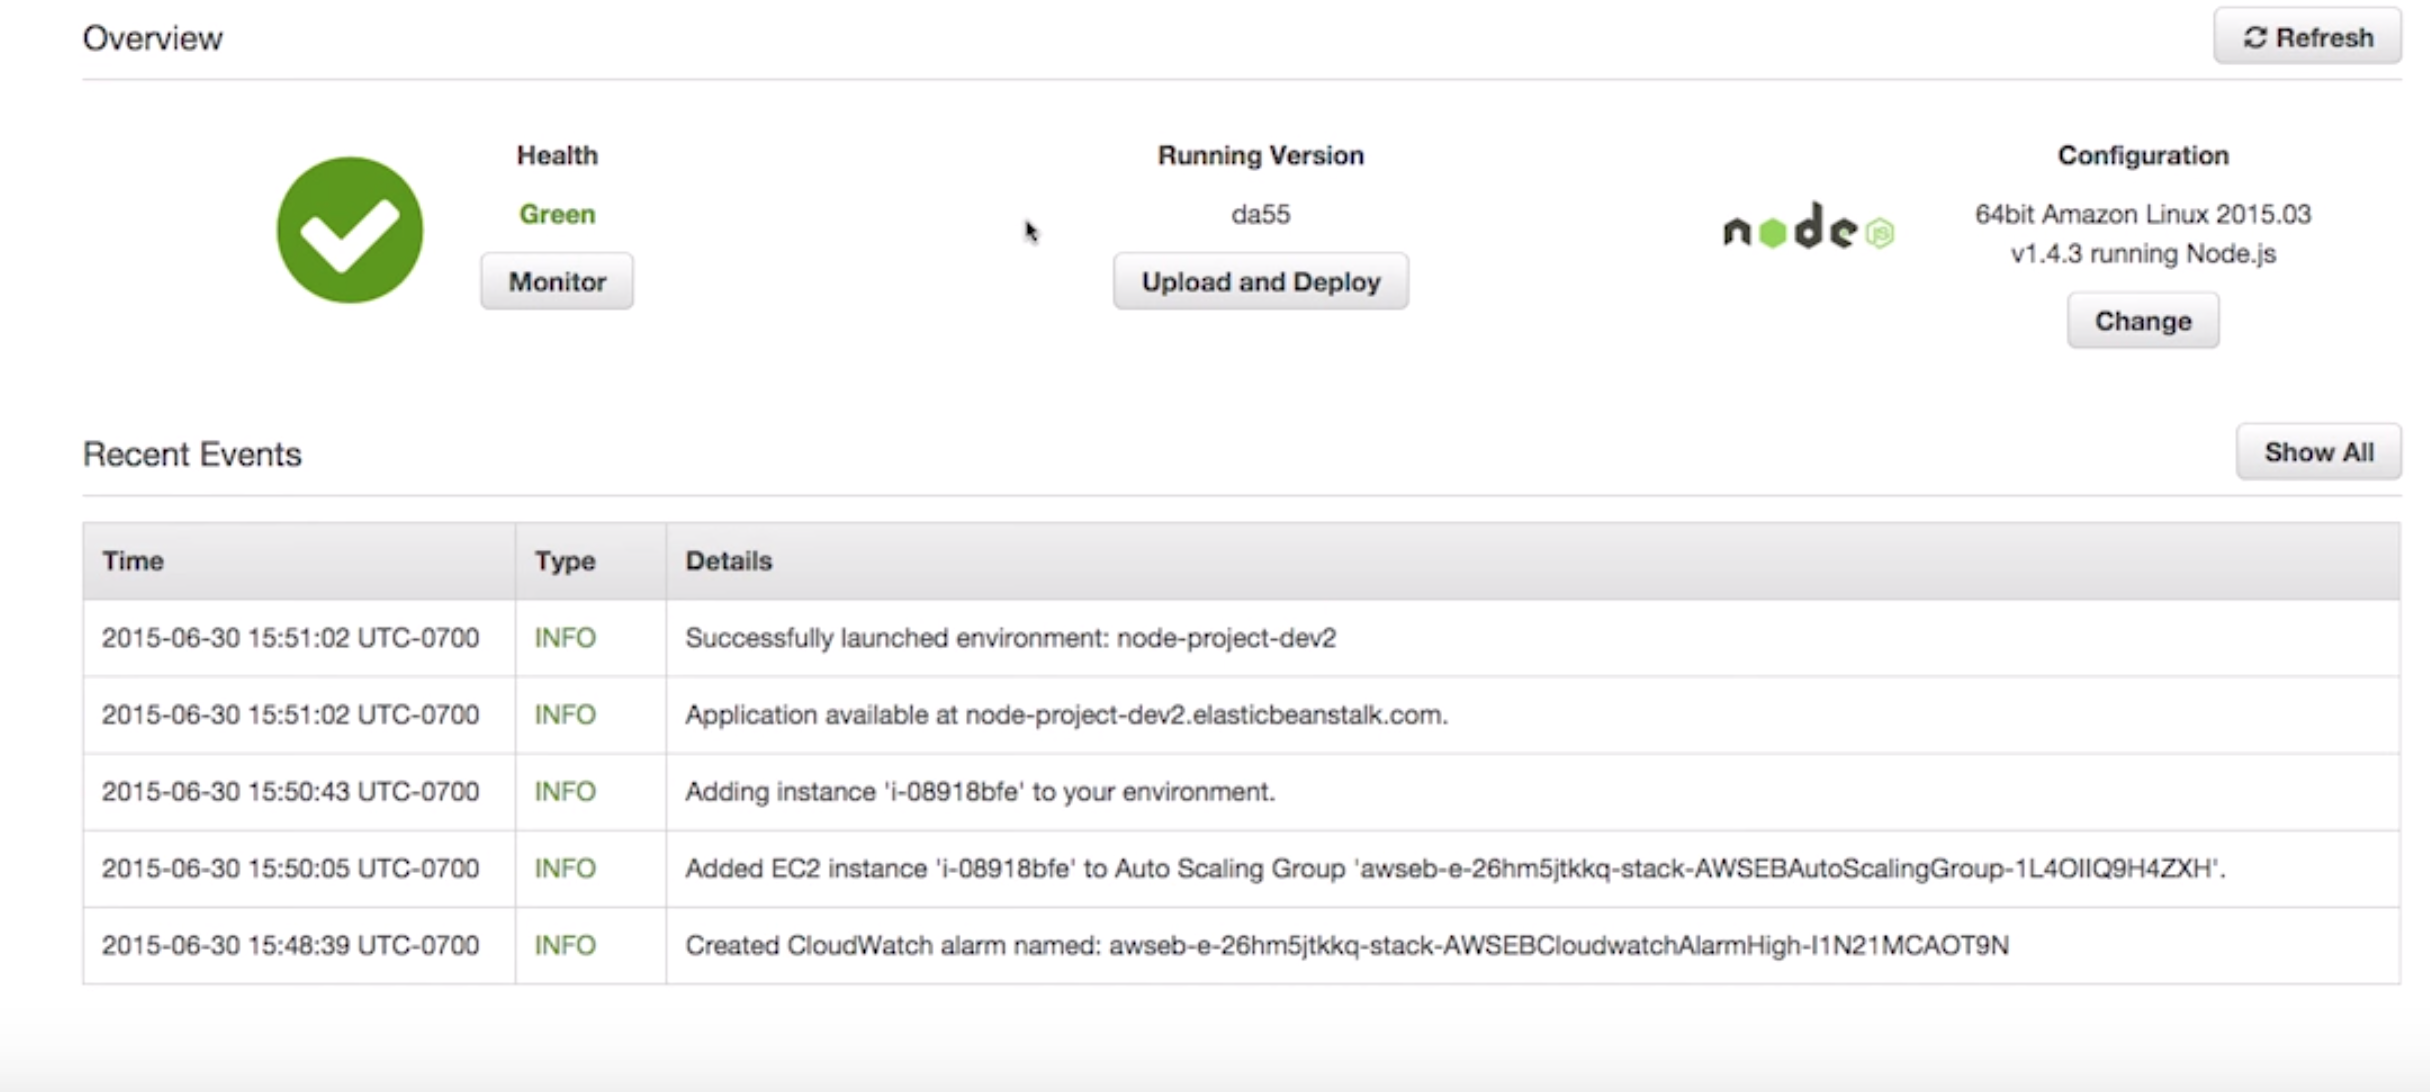 Overview
Refresh
Health
Green
Monitor
Running Version
da55
Upload and Deploy
node JS
Configuration
64bit Amazon Linux 2015.03
v1.4.3 running Node.js
Change
Recent Events
Show All
Time Type Details
2015-06-30 15:51:02 UTC-0700 INFO Successfully launched environment: node-project-dev2
2015-06-30 15:51:02 UTC-0700 INFO Application available at node-project-dev2.elasticbeanstalk.com.
2015-06-30 15:50:43 UTC-0700 INFO Adding instance 'i-08918bfe' to your environment.
2015-06-30 15:50:05 UTC-0700 INFO Added EC2 instance 'i-08918bfe' to Auto Scaling Group 'awseb-e-26hm5jtkkq-stack-AWSEBAutoScalingGroup-1L4OIIQ9H4ZXH'.
2015-06-30 15:48:39 UTC-0700 INFO Created CloudWatch alarm named: awseb-e-26hm5jtkkq-stack-AWSEBCloudwatchAlarmHigh-I1N21MCAOT9N